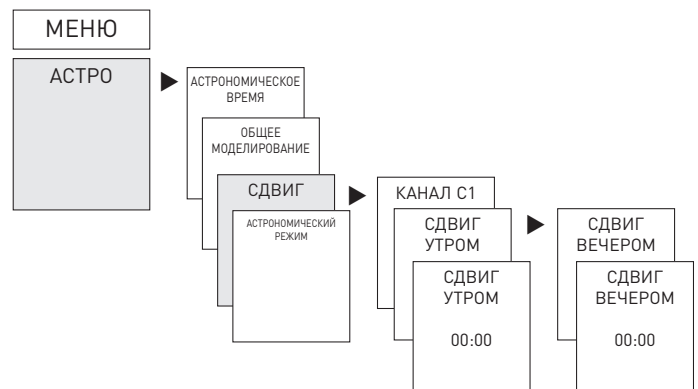 МЕНЮ
АСТРО
АСТРОНОМИЧЕСКОЕ
ВРЕМЯ
ОБЩЕЕ
МОДЕЛИРОВАНИЕ
СДВИГ
АСТРОНОМИЧЕСКИЙ
РЕЖИМ
КАНАЛ C1
СДВИГ
УТРОМ
СДВИГ
УТРОМ
00:00
СДВИГ
ВЕЧЕРОМ
СДВИГ
ВЕЧЕРОМ
00:00